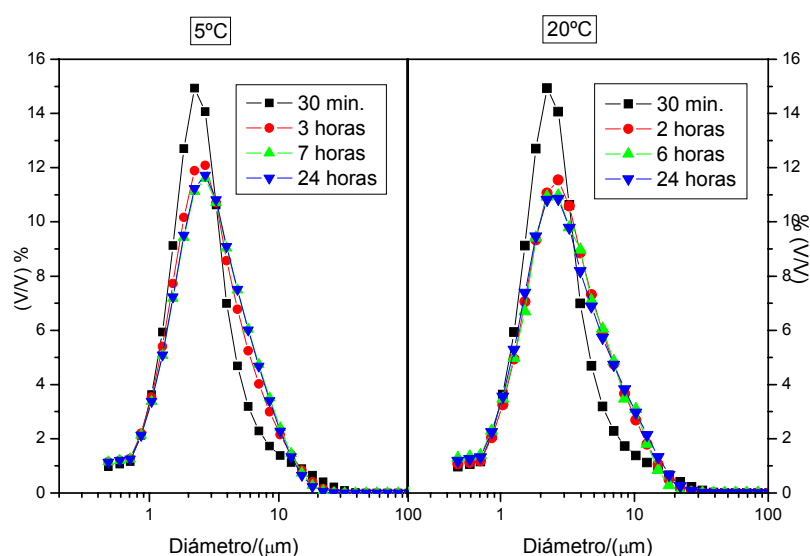 5ºC
20ºC
16
14
12
10
8
6
4
2
0
(V/V) %
30 min.
3 horas
7 horas
24 horas
1
10
100
Diámetro/(μm)
30 min.
2 horas
6 horas
24 horas
1
10
100
Diámetro/(μm)
16
14
12
10
8
6
4
2
0
(V/V) %